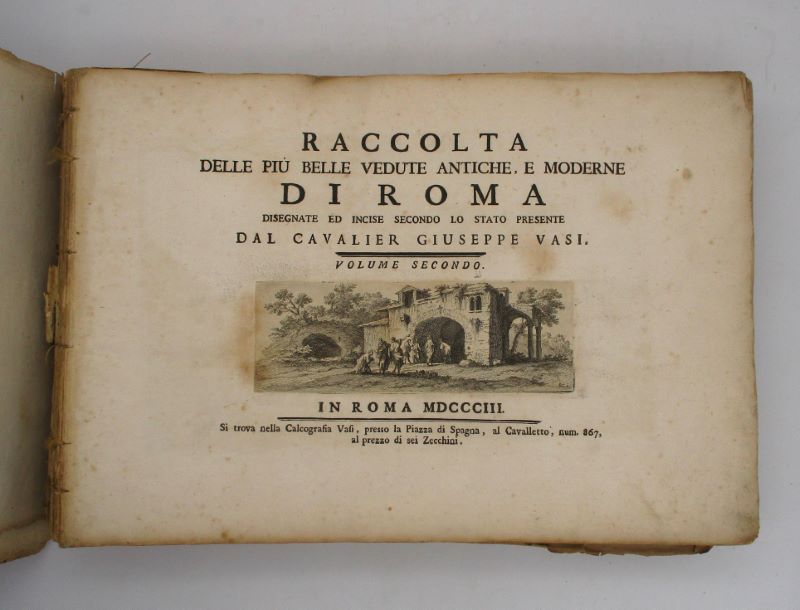 RACCOLTA
DELLE PIÙ BELLE VEDUTE ANTICHE, E MODERNE
DI ROMA
DISEGNATE ED INCISE SECONDO LO STATO PRESENTE
DAL CAVALIER GIUSEPPE VASI.
VOLUME SECONDO.
IN ROMA MDCCCIII.
Si trova nella Calcografia Vasi, presso la Piazza di Spagna, al Cavalletto, num. 867,
al prezzo di sei Zecchini.